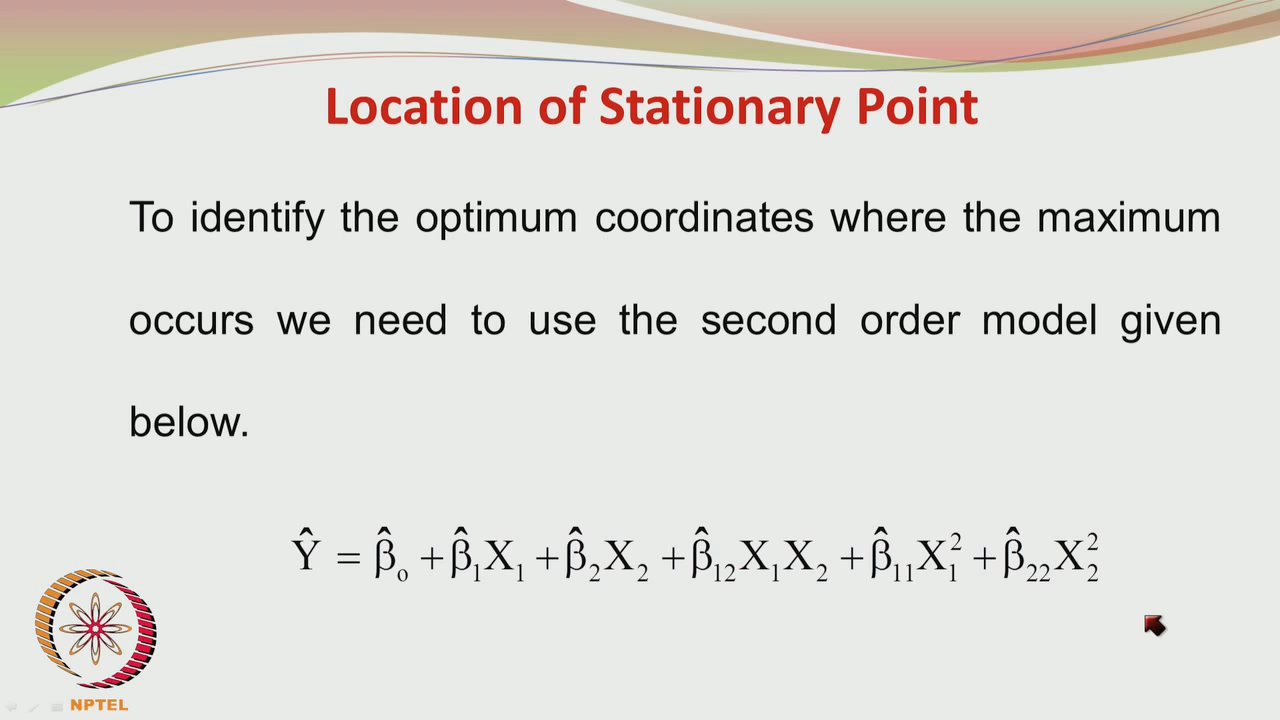 Location of Stationary Point
To identify the optimum coordinates where the maximum
occurs we need to use the second order model given
below.
Ŷ = β̂₀ + β̂₁X₁ + β̂₂X₂ + β̂₁₂X₁X₂ + β̂₁₁X₁² + β̂₂₂X₂²
NPTEL